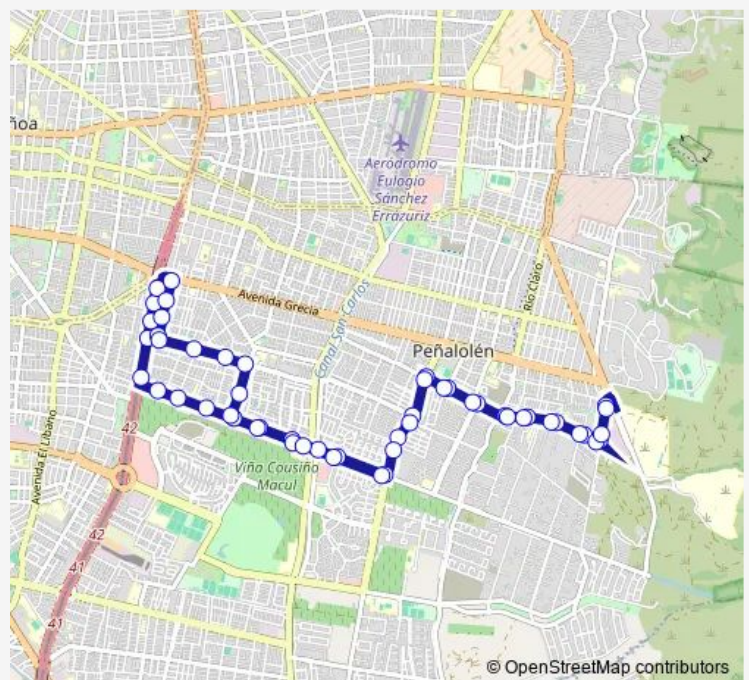 ñoa
Aeródromo
Eulogio
Sánchez
Errázuriz
Río Claro
Avenida Grecia
Canal San Carlos
Peñalolén
Avenida El Líbano
42
Viña Cousiño
Macul
42
41
41
© OpenStreetMap contributors